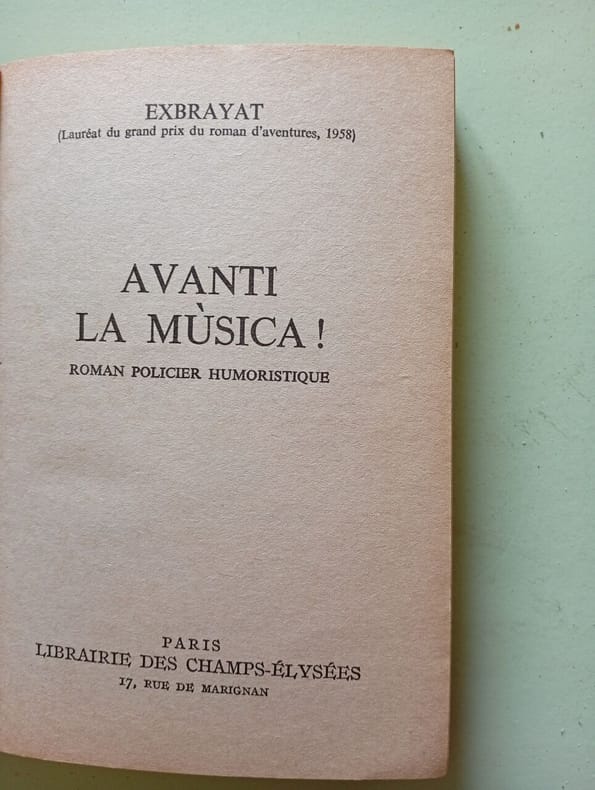 EXBRAYAT
(Lauréat du grand prix du roman d'aventures, 1958)
AVANTI
LA MÙSICA !
ROMAN POLICIER HUMORISTIQUE
PARIS
LIBRAIRIE DES CHAMPS-ÉLYSÉES
17, RUE DE MARIGNAN